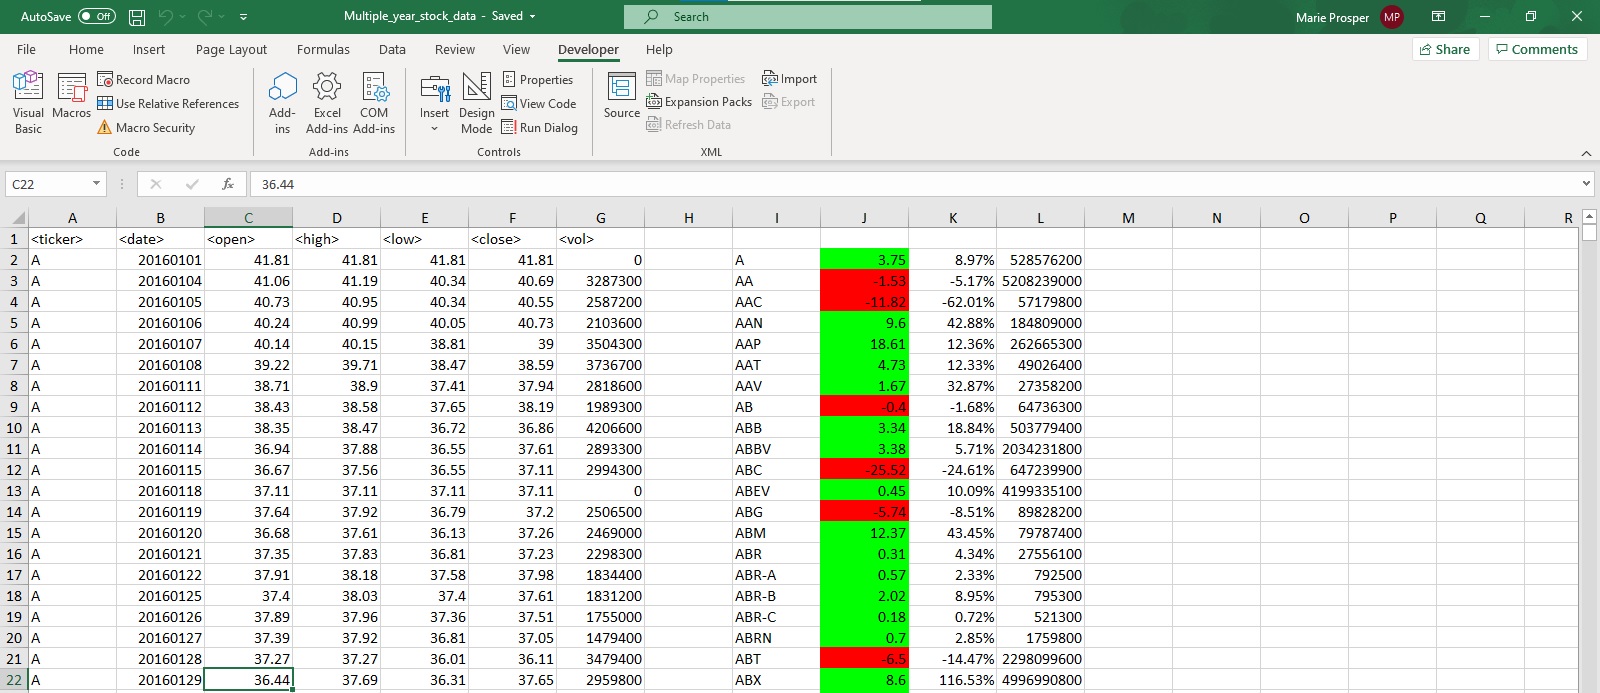 AutoSave Off Multiple_year_stock_data - Saved Search Marie Prosper MP
File Home Insert Page Layout Formulas Data Review View Developer Help Share Comments
Visual Basic
Macros
Record Macro
Use Relative References
Macro Security
Code
Add-ins
Excel Add-ins
COM Add-ins
Add-ins
Insert
Design Mode
Properties
View Code
Run Dialog
Controls
Source
Map Properties
Expansion Packs
Refresh Data
Import
Export
XML
C22 fx 36.44
A B C D E F G H I J K L M N O P Q R
1 <ticker> <date> <open> <high> <low> <close> <vol>
2 A 20160101 41.81 41.81 41.81 41.81 0 A 3.75 8.97% 528576200
3 A 20160104 41.06 41.19 40.34 40.69 3287300 AA -1.53 -5.17% 5208239000
4 A 20160105 40.73 40.95 40.34 40.55 2587200 AAC -11.82 -62.01% 57179800
5 A 20160106 40.24 40.99 40.05 40.73 2103600 AAN 9.6 42.88% 184809000
6 A 20160107 40.14 40.15 38.81 39 3504300 AAP 18.61 12.36% 262665300
7 A 20160108 39.22 39.71 38.47 38.59 3736700 AAT 4.73 12.33% 49026400
8 A 20160111 38.71 38.9 37.41 37.94 2818600 AAV 1.67 32.87% 27358200
9 A 20160112 38.43 38.58 37.65 38.19 1989300 AB -0.4 -1.68% 64736300
10 A 20160113 38.35 38.47 36.72 36.86 4206600 ABB 3.34 18.84% 503779400
11 A 20160114 36.94 37.88 36.55 37.61 2893300 ABBV 3.38 5.71% 2034231800
12 A 20160115 36.67 37.56 36.55 37.11 2994300 ABC -25.52 -24.61% 647239900
13 A 20160118 37.11 37.11 37.11 37.11 0 ABEV 0.45 10.09% 4199335100
14 A 20160119 37.64 37.92 36.79 37.2 2506500 ABG -5.74 -8.51% 89828200
15 A 20160120 36.68 37.61 36.13 37.26 2469000 ABM 12.37 43.45% 79787400
16 A 20160121 37.35 37.83 36.81 37.23 2298300 ABR 0.31 4.34% 27556100
17 A 20160122 37.91 38.18 37.58 37.98 1834400 ABR-A 0.57 2.33% 792500
18 A 20160125 37.4 38.03 37.4 37.61 1831200 ABR-B 2.02 8.95% 795300
19 A 20160126 37.89 37.96 37.36 37.51 1755000 ABR-C 0.18 0.72% 521300
20 A 20160127 37.39 37.92 36.81 37.05 1479400 ABRN 0.7 2.85% 1759800
21 A 20160128 37.27 37.27 36.01 36.11 3479400 ABT -6.5 -14.47% 2298099600
22 A 20160129 36.44 37.69 36.31 37.65 2959800 ABX 8.6 116.53% 4996990800